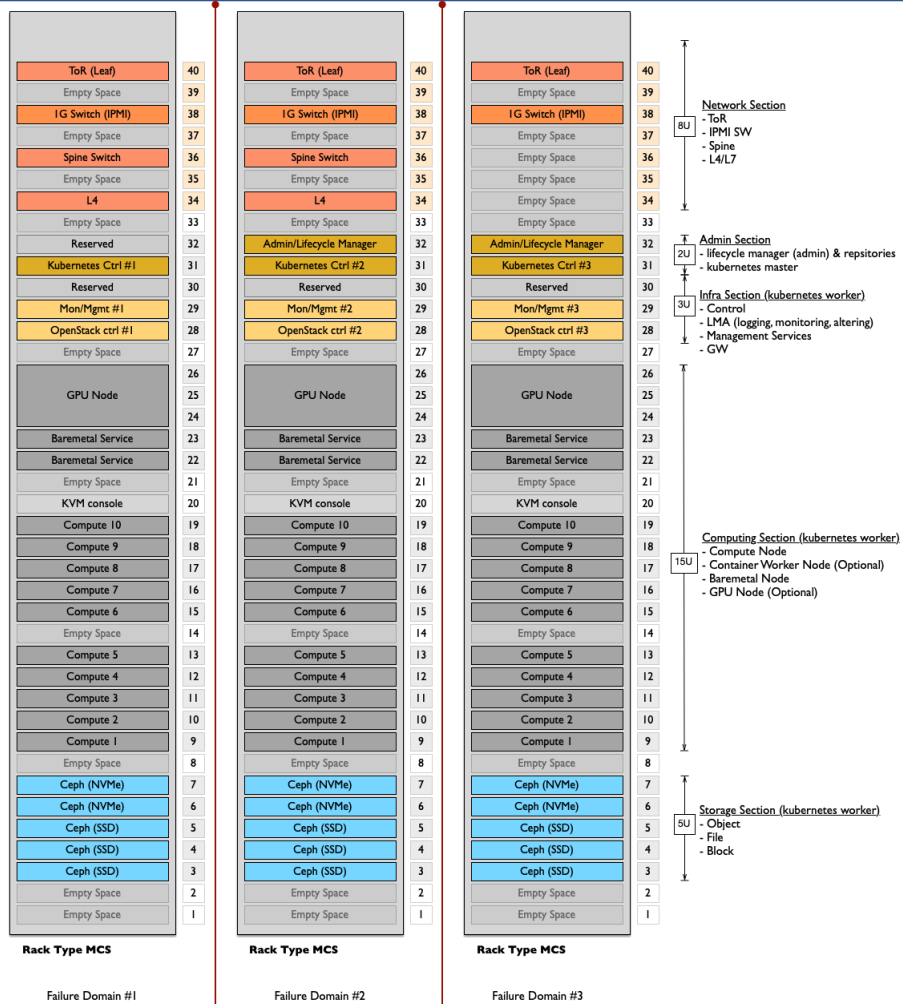 ToR (Leaf) 40
Empty Space 39
1G Switch (IPMI) 38
Empty Space 37
Spine Switch 36
Empty Space 35
L4 34
Empty Space 33
Reserved 32
Kubernetes Ctrl #1 31
Reserved 30
Mon/Mgmt #1 29
OpenStack ctrl #1 28
Empty Space 27
26
GPU Node 25
24
Baremetal Service 23
Baremetal Service 22
Empty Space 21
KVM console 20
Compute 10 19
Compute 9 18
Compute 8 17
Compute 7 16
Compute 6 15
Empty Space 14
Compute 5 13
Compute 4 12
Compute 3 11
Compute 2 10
Compute 1 9
Empty Space 8
Ceph (NVMe) 7
Ceph (NVMe) 6
Ceph (SSD) 5
Ceph (SSD) 4
Ceph (SSD) 3
Empty Space 2
Empty Space 1
Rack Type MCS
Failure Domain #1
ToR (Leaf) 40
Empty Space 39
1G Switch (IPMI) 38
Empty Space 37
Spine Switch 36
Empty Space 35
L4 34
Empty Space 33
Admin/Lifecycle Manager 32
Kubernetes Ctrl #2 31
Reserved 30
Mon/Mgmt #2 29
OpenStack ctrl #2 28
Empty Space 27
26
GPU Node 25
24
Baremetal Service 23
Baremetal Service 22
Empty Space 21
KVM console 20
Compute 10 19
Compute 9 18
Compute 8 17
Compute 7 16
Compute 6 15
Empty Space 14
Compute 5 13
Compute 4 12
Compute 3 11
Compute 2 10
Compute 1 9
Empty Space 8
Ceph (NVMe) 7
Ceph (NVMe) 6
Ceph (SSD) 5
Ceph (SSD) 4
Ceph (SSD) 3
Empty Space 2
Empty Space 1
Rack Type MCS
Failure Domain #2
ToR (Leaf) 40
Empty Space 39
1G Switch (IPMI) 38
Empty Space 37
Empty Space 36
Empty Space 35
Empty Space 34
Empty Space 33
Admin/Lifecycle Manager 32
Kubernetes Ctrl #3 31
Reserved 30
Mon/Mgmt #3 29
OpenStack ctrl #3 28
Empty Space 27
26
GPU Node 25
24
Baremetal Service 23
Baremetal Service 22
Empty Space 21
KVM console 20
Compute 10 19
Compute 9 18
Compute 8 17
Compute 7 16
Compute 6 15
Empty Space 14
Compute 5 13
Compute 4 12
Compute 3 11
Compute 2 10
Compute 1 9
Empty Space 8
Ceph (NVMe) 7
Ceph (NVMe) 6
Ceph (SSD) 5
Ceph (SSD) 4
Ceph (SSD) 3
Empty Space 2
Empty Space 1
Rack Type MCS
Failure Domain #3
8U
Network Section
- ToR
- IPMI SW
- Spine
- L4/L7
2U
Admin Section
- lifecycle manager (admin) & repsitories
- kubernetes master
3U
Infra Section (kubernetes worker)
- Control
- LMA (logging, monitoring, altering)
- Management Services
- GW
15U
Computing Section (kubernetes worker)
- Compute Node
- Container Worker Node (Optional)
- Baremetal Node
- GPU Node (Optional)
5U
Storage Section (kubernetes worker)
- Object
- File
- Block